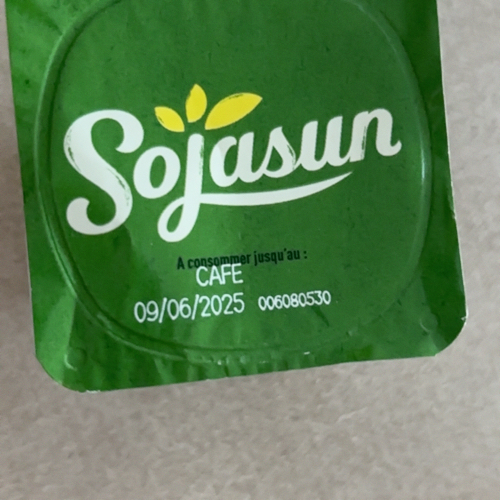 Sojasun
A consommer jusqu'au :
CAFE
09/06/2025 006080530